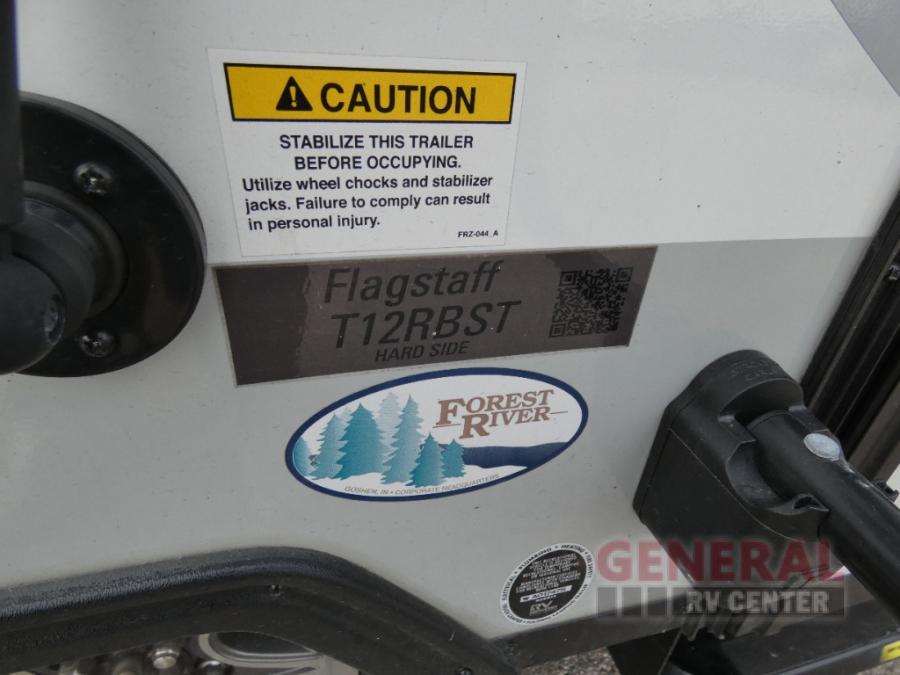 CAUTION
STABILIZE THIS TRAILER
BEFORE OCCUPYING.
Utilize wheel chocks and stabilizer
jacks. Failure to comply can result
in personal injury.
FRZ-044_A
Flagstaff
T12RBST
HARD SIDE
FOREST
RIVER
GOSHEN, IN • CORPORATE HEADQUARTERS
RV
GENERAL
RV CENTER